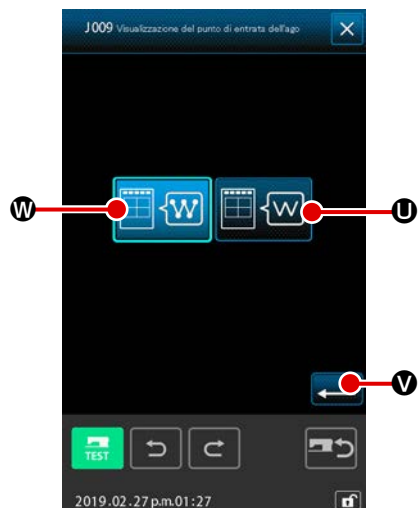 J009 Visualizzazione del punto di entrata dell'ago
W
U
V
TEST
2019.02.27 p.m.01:27